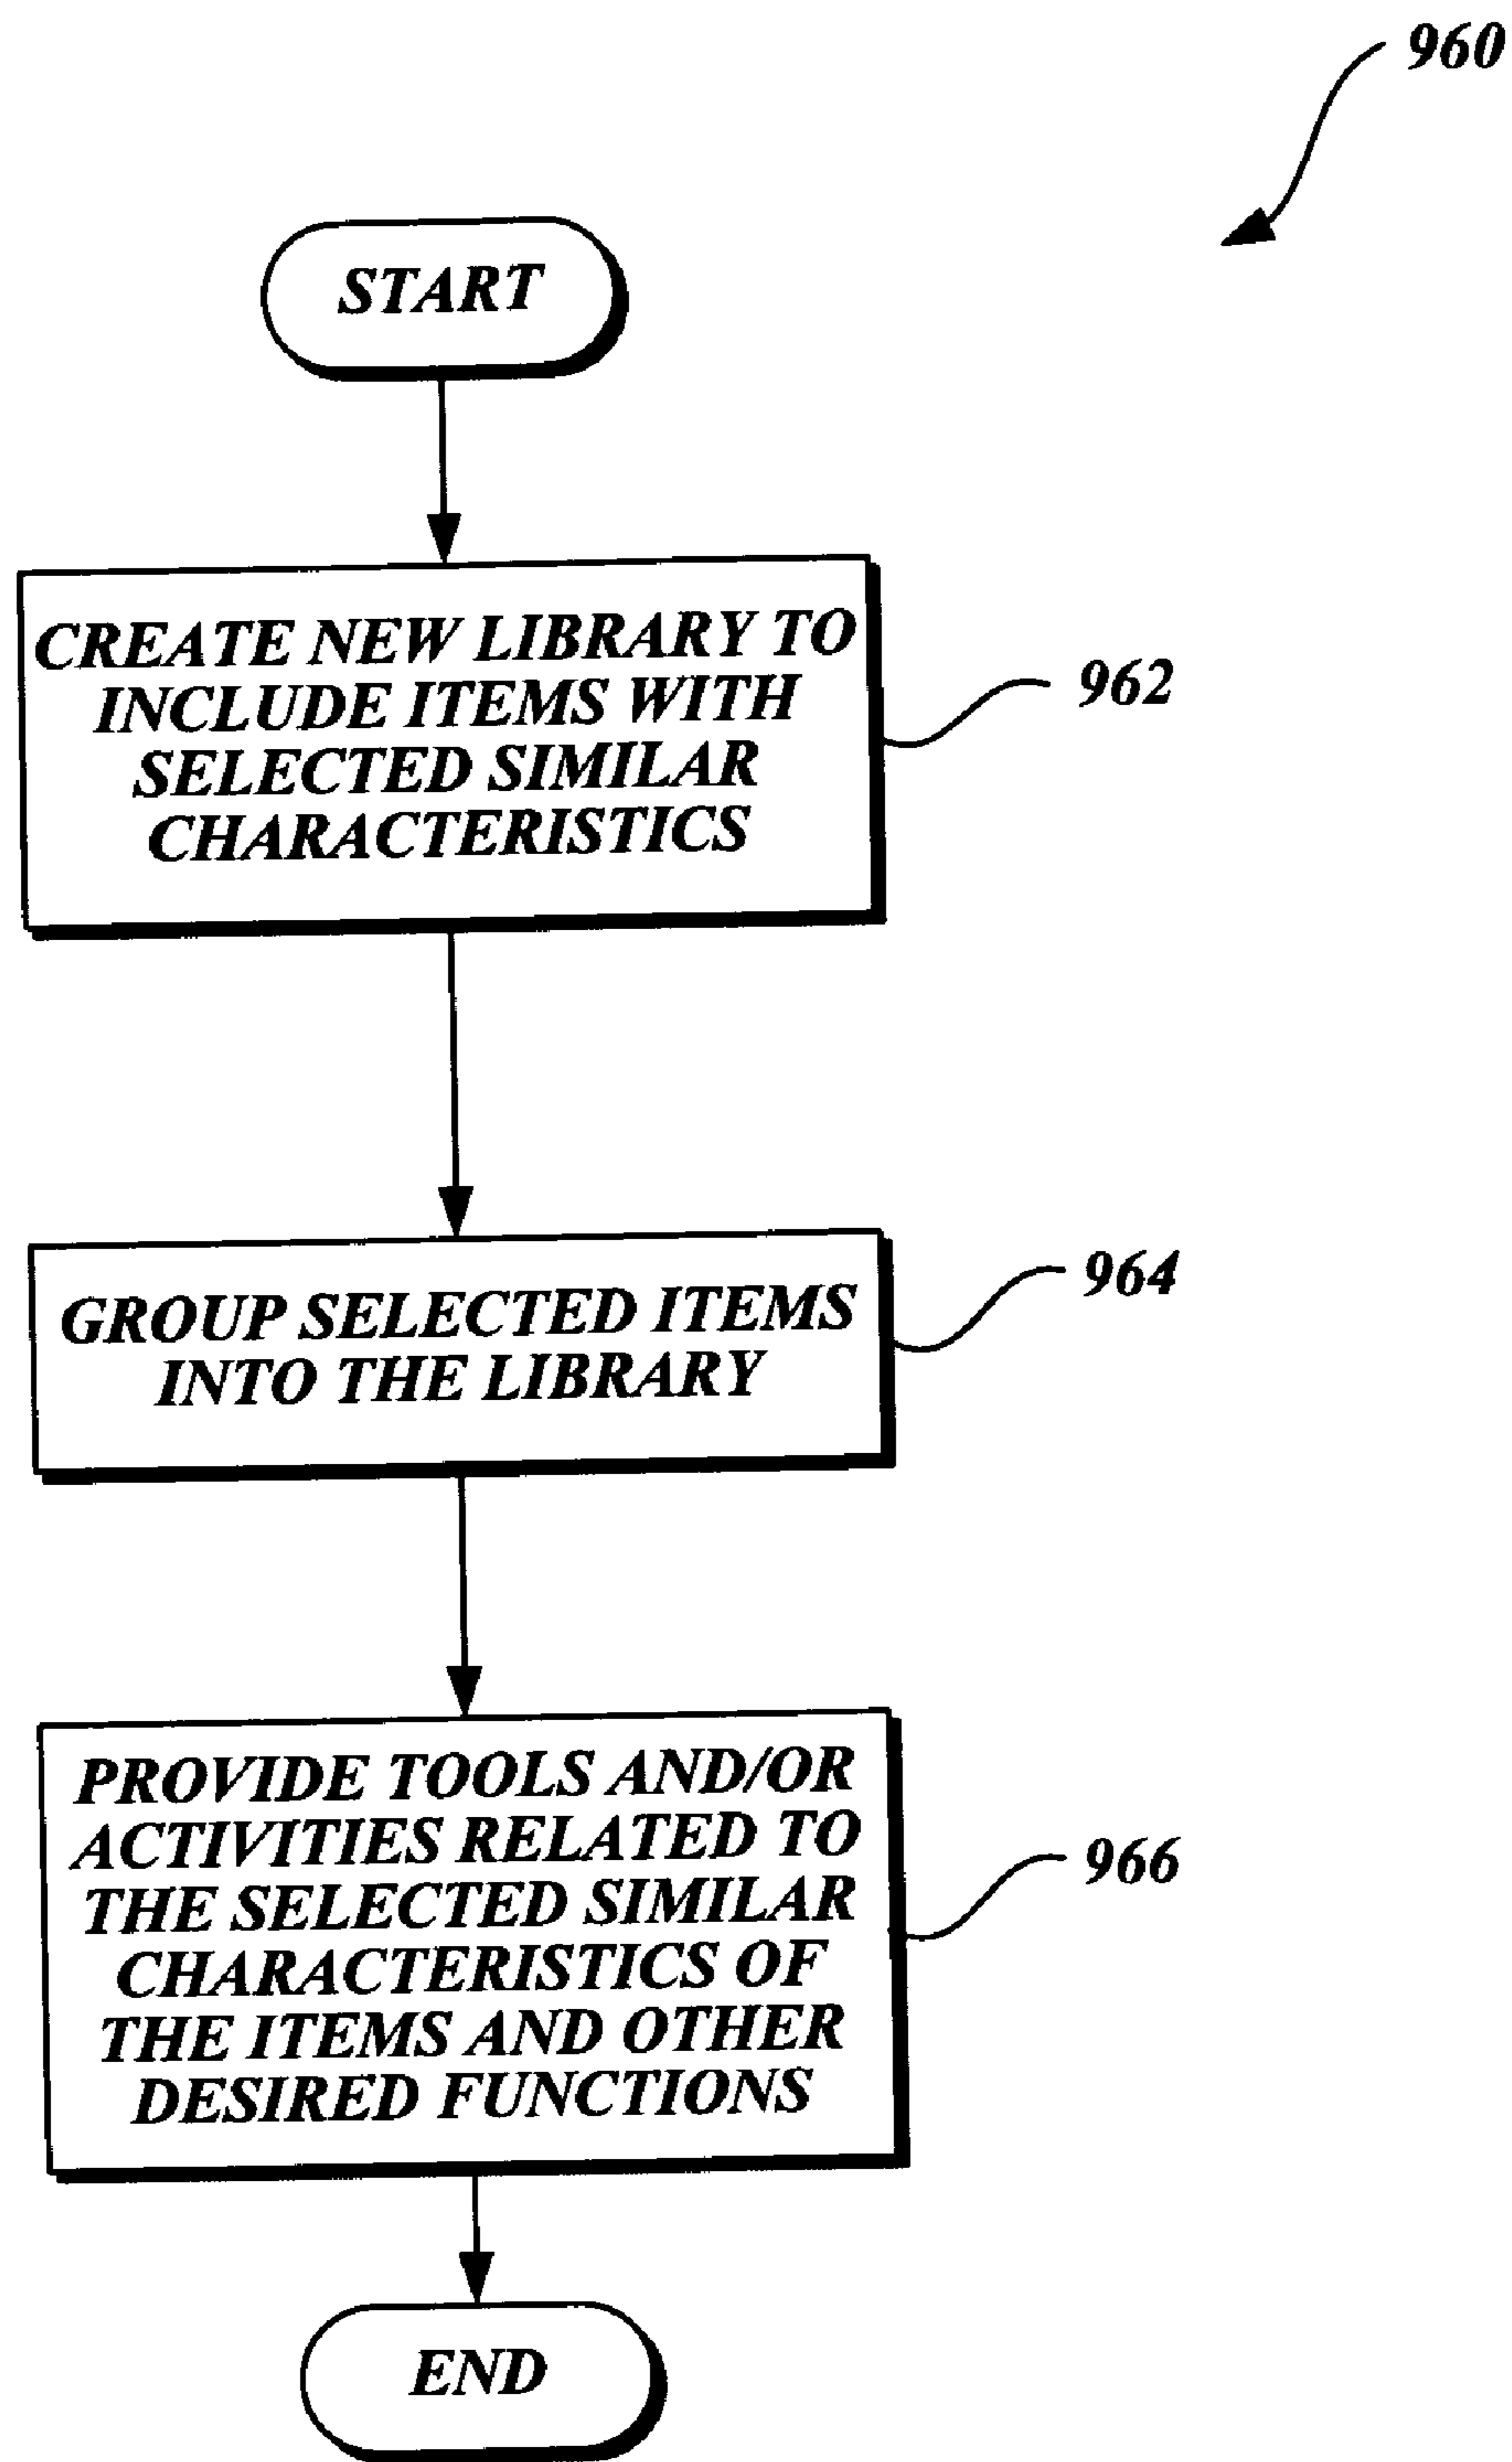 960
START
CREATE NEW LIBRARY TO
INCLUDE ITEMS WITH
SELECTED SIMILAR
CHARACTERISTICS
962
GROUP SELECTED ITEMS
INTO THE LIBRARY
964
PROVIDE TOOLS AND/OR
ACTIVITIES RELATED TO
THE SELECTED SIMILAR
CHARACTERISTICS OF
THE ITEMS AND OTHER
DESIRED FUNCTIONS
966
END